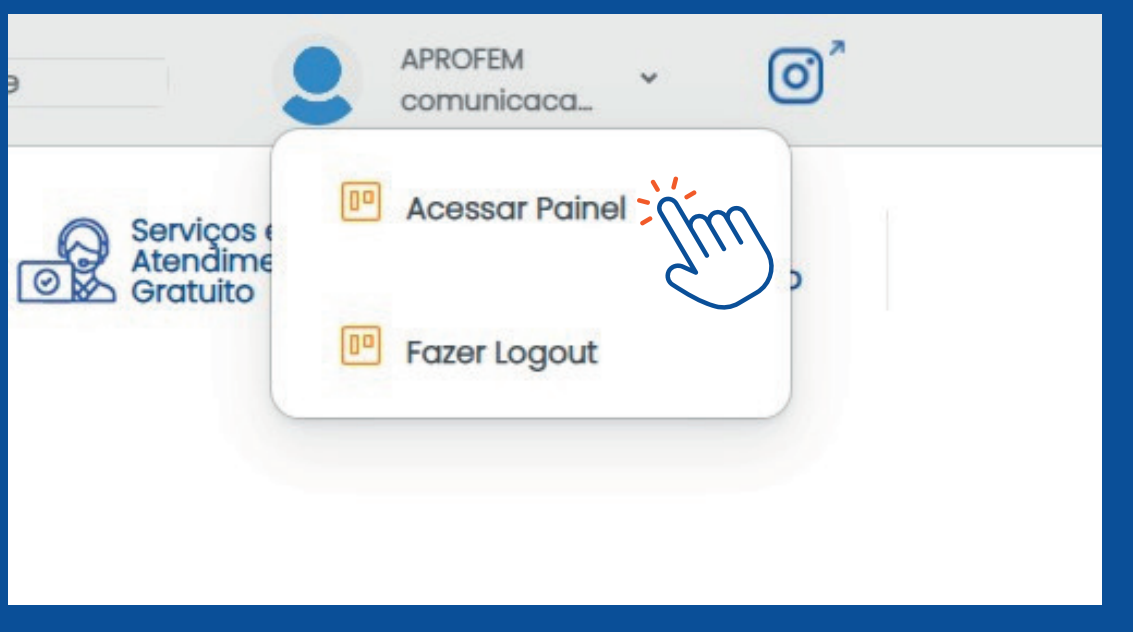 APROFEM
comunicaca...
Serviços e
Atendime
Gratuito
Acessar Painel
Fazer Logout